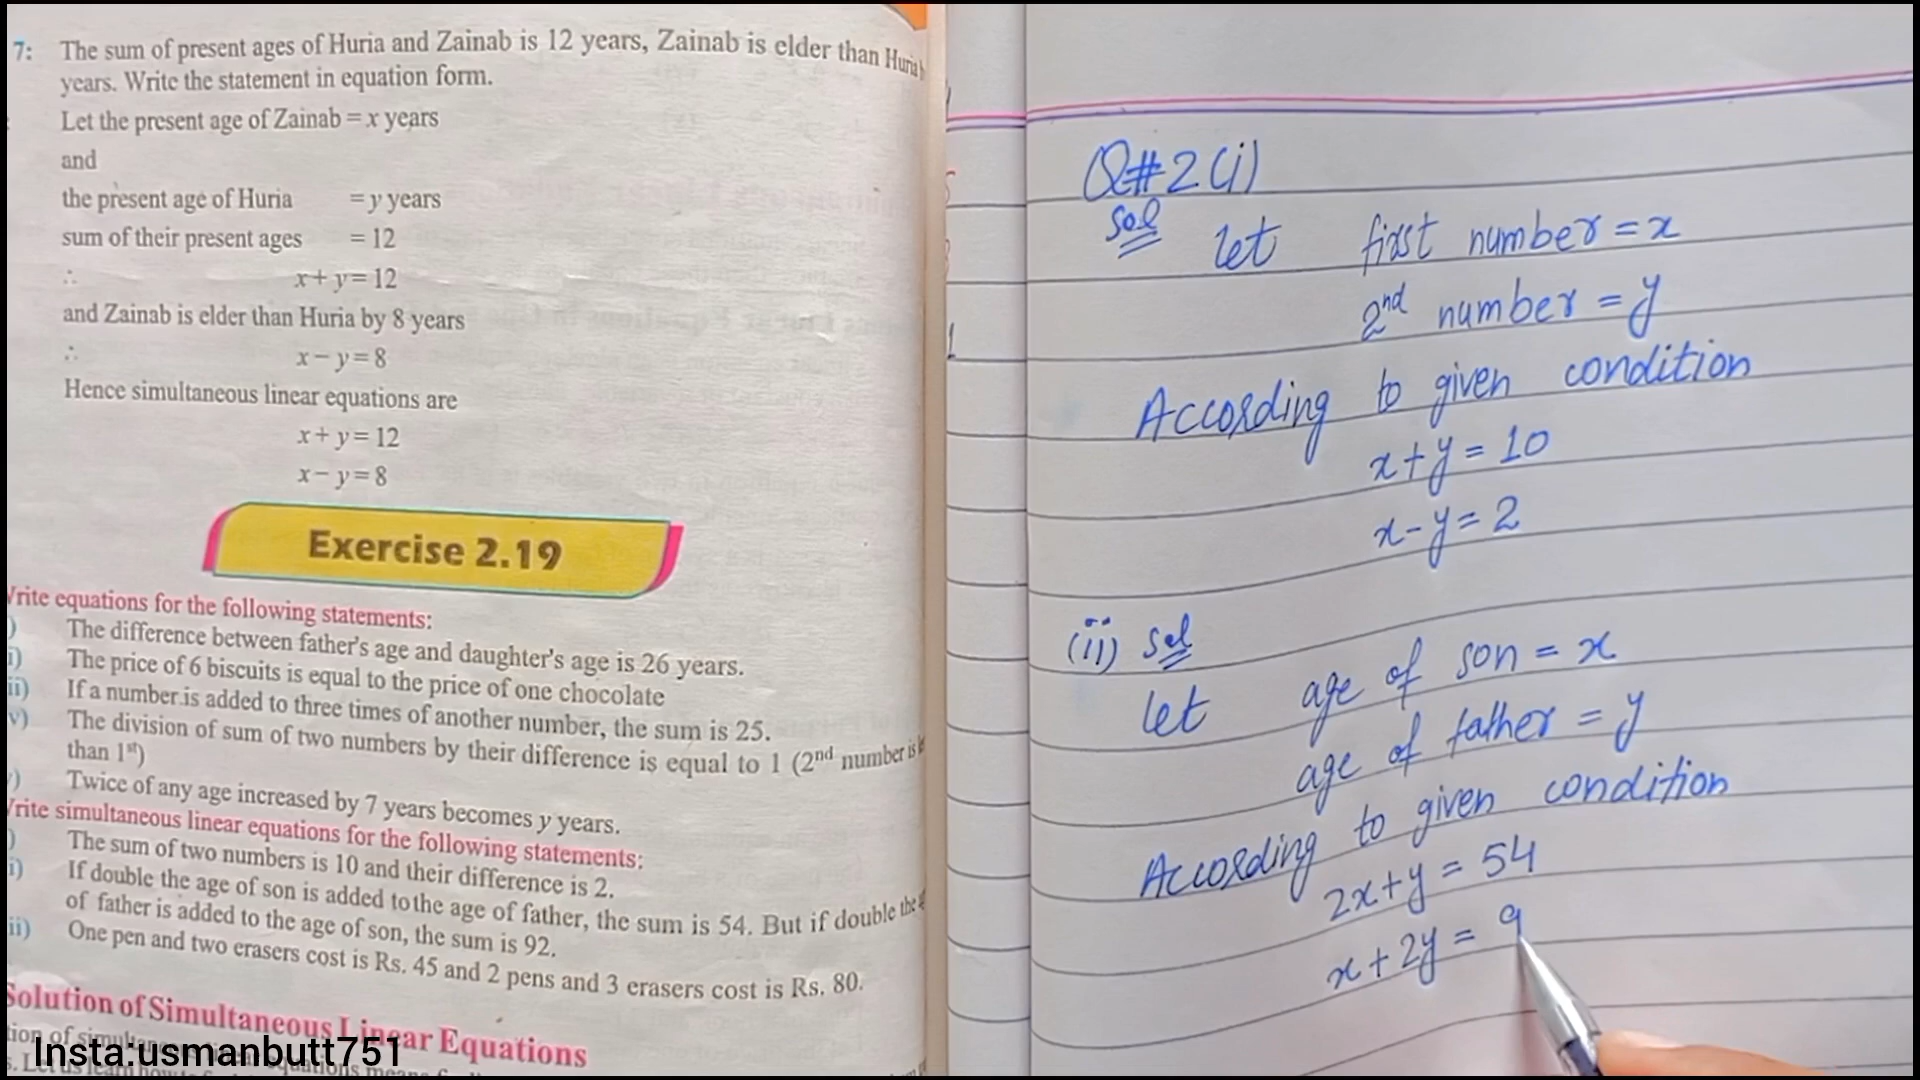 7: The sum of present ages of Huria and Zainab is 12 years, Zainab is elder than Huria
years. Write the statement in equation form.
Let the present age of Zainab = x years
and
the present age of Huria = y years
sum of their present ages = 12
∴ x + y = 12
and Zainab is elder than Huria by 8 years
∴ x − y = 8
Hence simultaneous linear equations are
x + y = 12
x − y = 8
Exercise 2.19
rite equations for the following statements:
) The difference between father's age and daughter's age is 26 years.
i) The price of 6 biscuits is equal to the price of one chocolate
ii) If a number is added to three times of another number, the sum is 25.
v) The division of sum of two numbers by their difference is equal to 1 (2nd number is
than 1st)
) Twice of any age increased by 7 years becomes y years.
rite simultaneous linear equations for the following statements:
) The sum of two numbers is 10 and their difference is 2.
i) If double the age of son is added to the age of father, the sum is 54. But if double the
of father is added to the age of son, the sum is 92.
ii) One pen and two erasers cost is Rs. 45 and 2 pens and 3 erasers cost is Rs. 80.
Solution of Simultaneous Linear Equations
Insta:usmanbutt751
Q#2(i)
Sol
let first number = x
2nd number = y
According to given condition
x + y = 10
x - y = 2
(ii) Sol
let age of son = x
age of father = y
According to given condition
2x + y = 54
x + 2y = 9